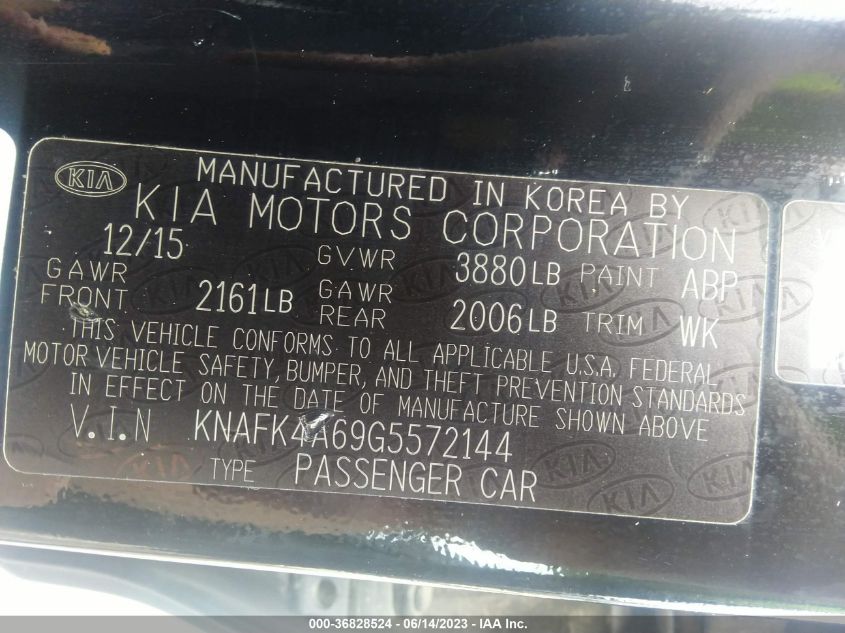 KIA
MANUFACTURED IN KOREA BY
KIA MOTORS CORPORATION
12/15 GVWR 3880LB PAINT ABP
GAWR FRONT 2161LB GAWR REAR 2006LB TRIM WK
THIS VEHICLE CONFORMS TO ALL APPLICABLE U.S.A. FEDERAL
MOTOR VEHICLE SAFETY, BUMPER, AND THEFT PREVENTION STANDARDS
IN EFFECT ON THE DATE OF MANUFACTURE SHOWN ABOVE
V.I.N KNAFK4A69G5572144
TYPE PASSENGER CAR
000-36828524 - 06/14/2023 - IAA Inc.